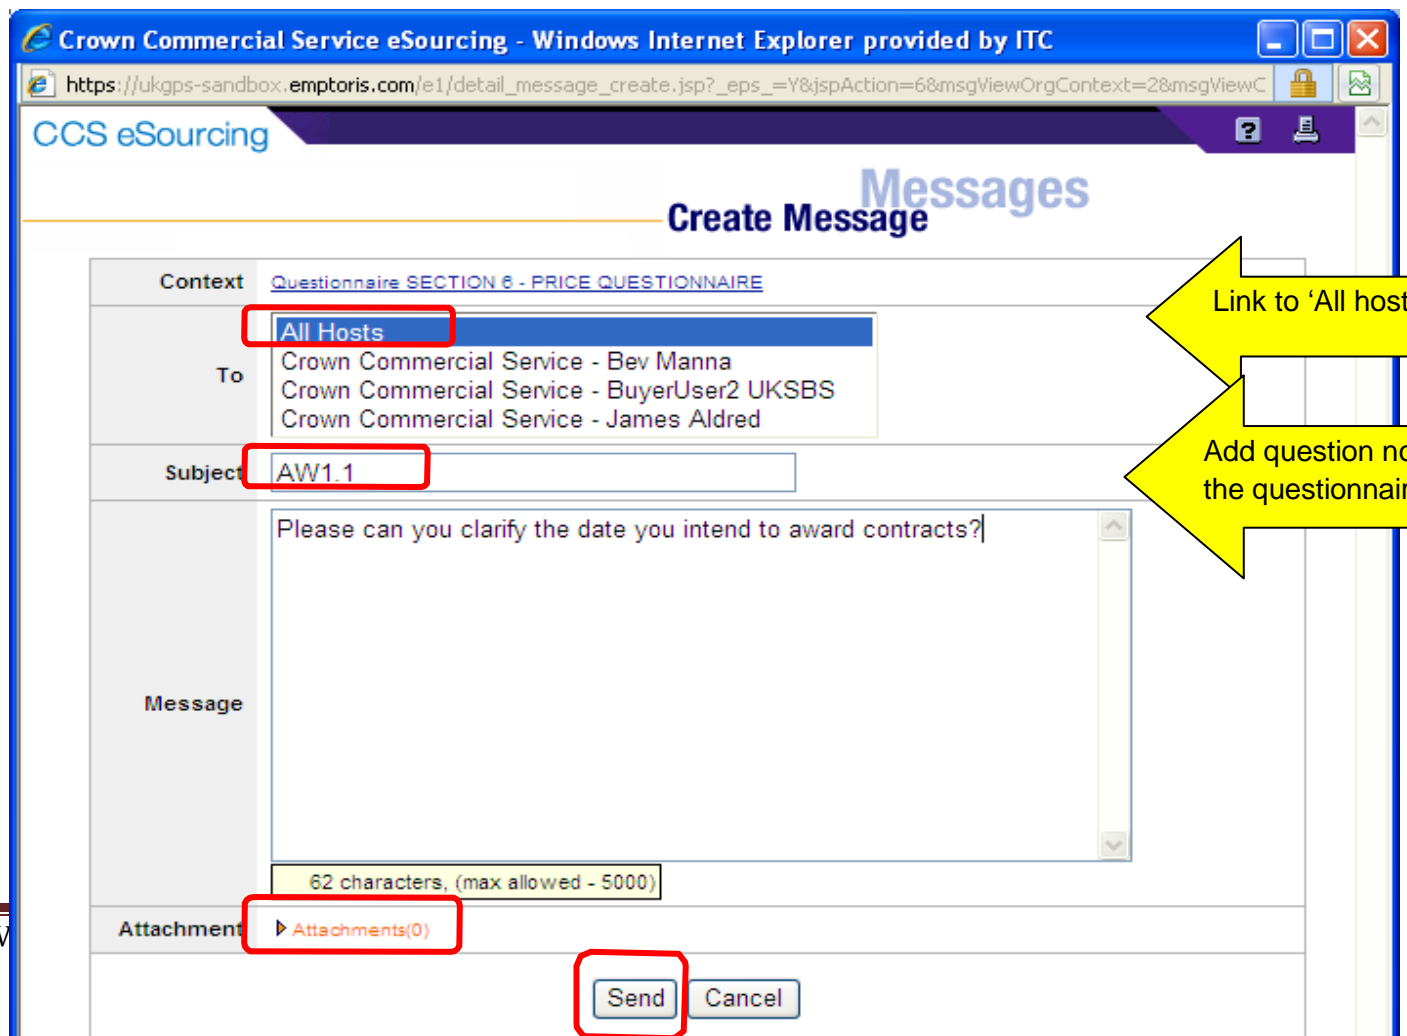 Crown Commercial Service eSourcing - Windows Internet Explorer provided by ITC
https://ukgps-sandbox.emptoris.com/e1/detail_message_create.jsp?_eps_=Y&jspAction=6&msgViewOrgContext=2&msgViewC
CCS eSourcing
Messages
Create Message
Context Questionnaire SECTION 6 - PRICE QUESTIONNAIRE
Link to ‘All host
To
All Hosts
Crown Commercial Service - Bev Manna
Crown Commercial Service - BuyerUser2 UKSBS
Crown Commercial Service - James Aldred
Subject AW1.1
Add question no
the questionnair
Message
Please can you clarify the date you intend to award contracts?
62 characters, (max allowed - 5000)
Attachment Attachments(0)
Send Cancel